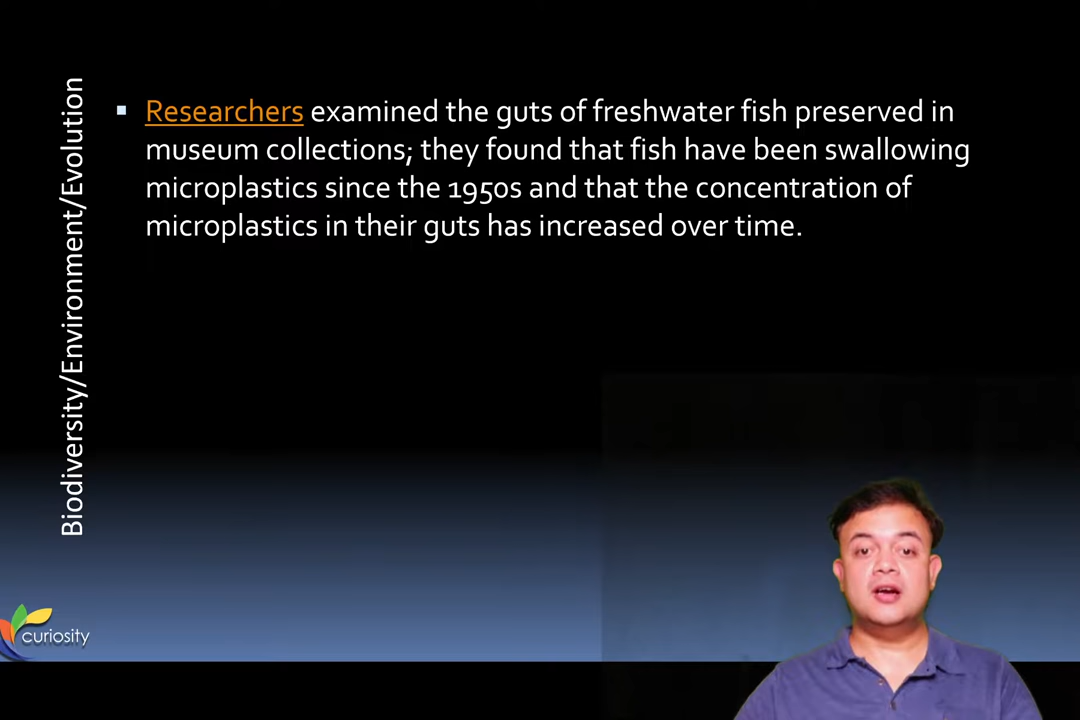 Biodiversity/Environment/Evolution
Researchers examined the guts of freshwater fish preserved in
museum collections; they found that fish have been swallowing
microplastics since the 1950s and that the concentration of
microplastics in their guts has increased over time.
curiosity